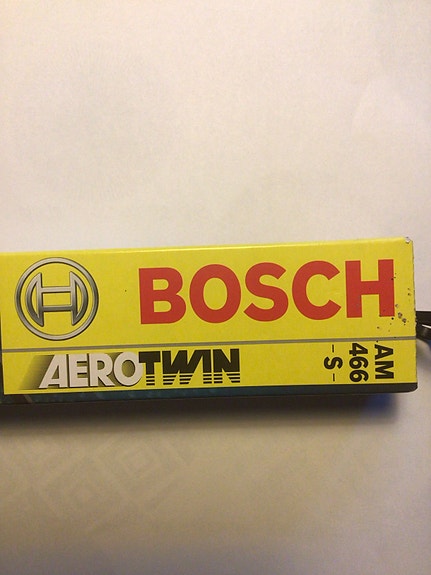 BOSCH
AEROTWIN
AM
466
-S-